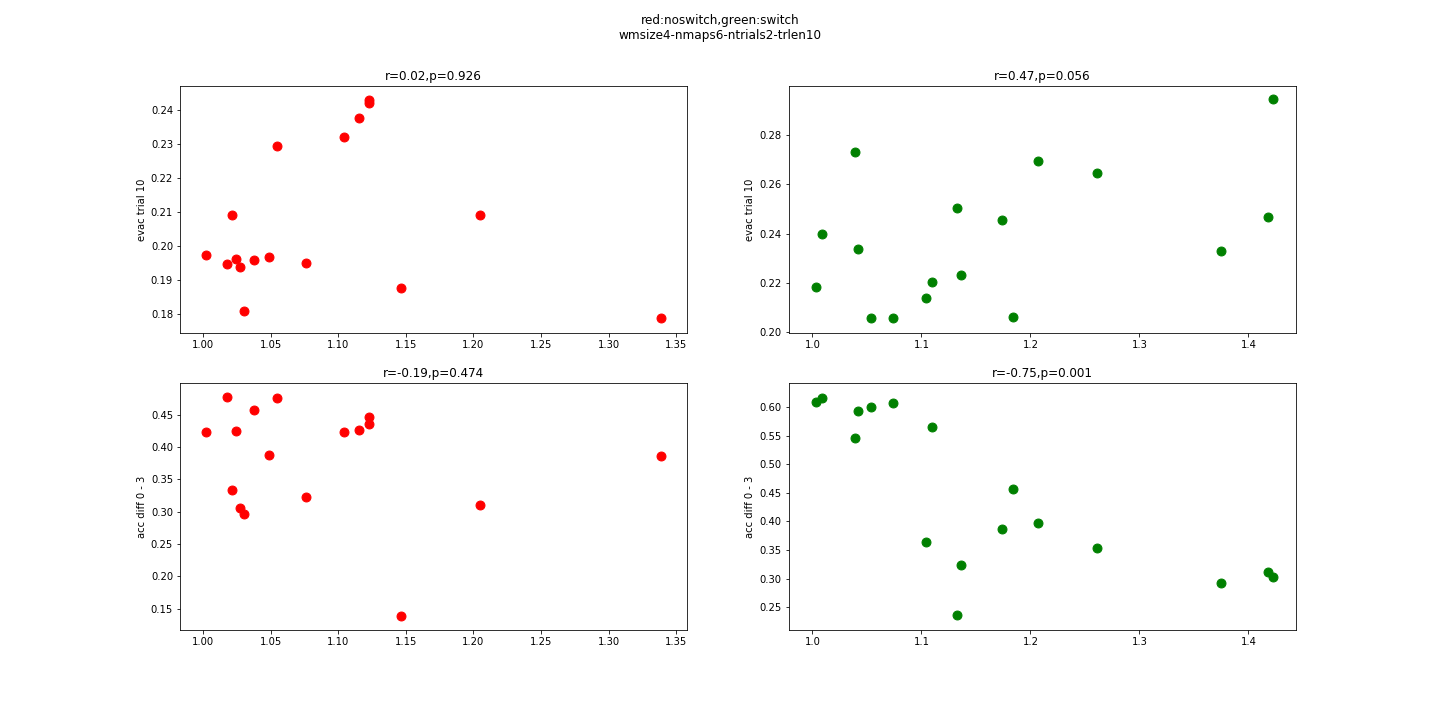 red:noswitch,green:switch
wmsize4-nmaps6-ntrials2-trlen10
r=0.02,p=0.926
evac trial 10
0.24
0.23
0.22
0.21
0.20
0.19
0.18
1.00 1.05 1.10 1.15 1.20 1.25 1.30 1.35
r=0.47,p=0.056
evac trial 10
0.28
0.26
0.24
0.22
0.20
1.0 1.1 1.2 1.3 1.4
r=-0.19,p=0.474
acc diff 0 - 3
0.45
0.40
0.35
0.30
0.25
0.20
0.15
1.00 1.05 1.10 1.15 1.20 1.25 1.30 1.35
r=-0.75,p=0.001
acc diff 0 - 3
0.60
0.55
0.50
0.45
0.40
0.35
0.30
0.25
1.0 1.1 1.2 1.3 1.4